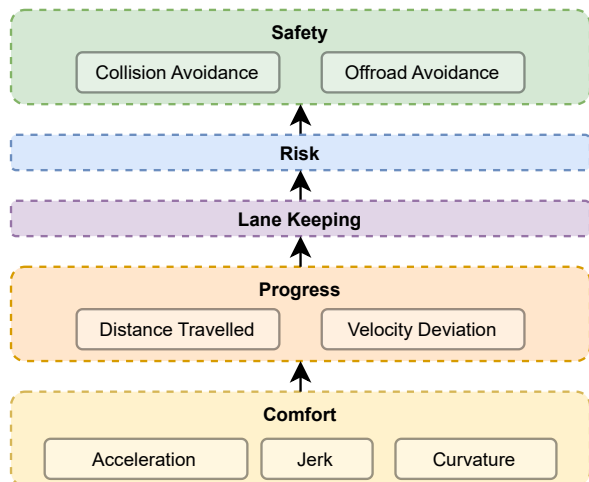 Safety
Collision Avoidance
Offroad Avoidance
Risk
Lane Keeping
Progress
Distance Travelled
Velocity Deviation
Comfort
Acceleration
Jerk
Curvature